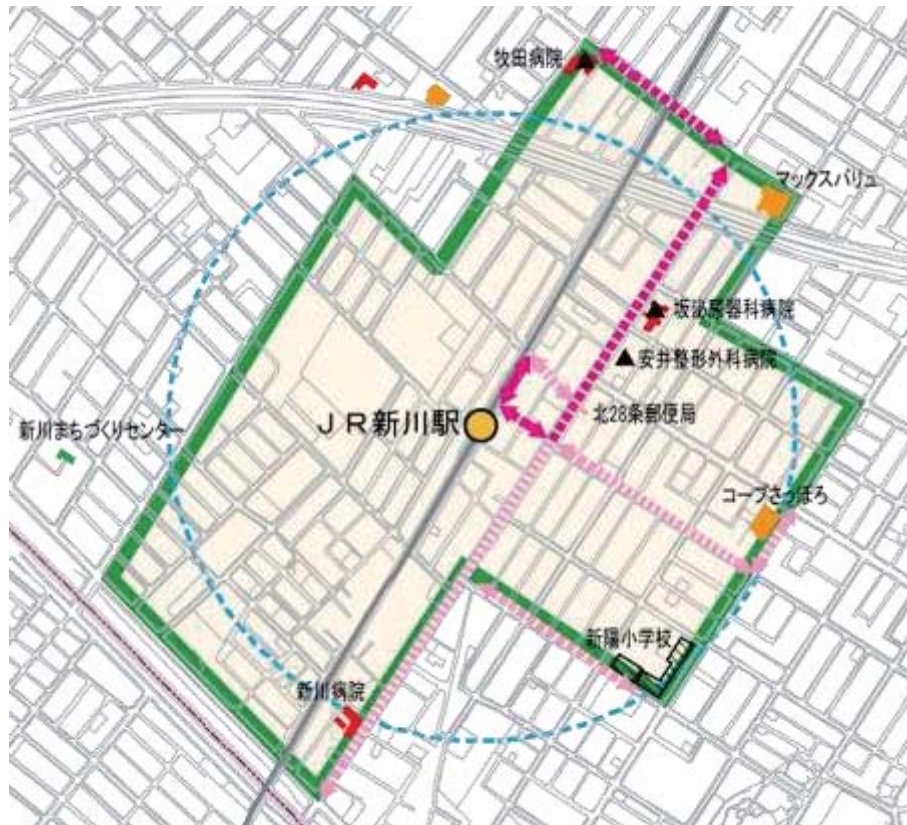 牧田病院
マックスバリュ
坂泌尿器科病院
安井整形外科病院
北28条郵便局
JR新川駅
新川まちづくりセンター
コープさっぽろ
新陽小学校
新川病院